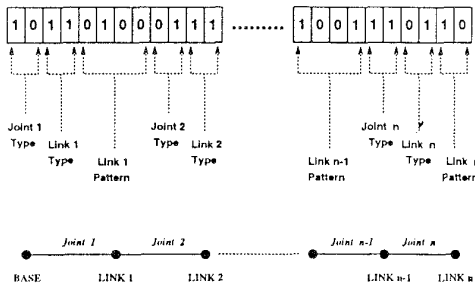 1 0 1 1 0 1 0 0 0 1 1 1 ........ 1 0 0 1 1 1 0 1 1 0
Joint 1 Type
Link 1 Type
Link 1 Pattern
Joint 2 Type
Link 2 Type
Link n-1 Pattern
Joint n Type
Link n Type
Link
Pattern
Joint 1 Joint 2 Joint n-1 Joint n
BASE LINK 1 LINK 2 LINK n-1 LINK n